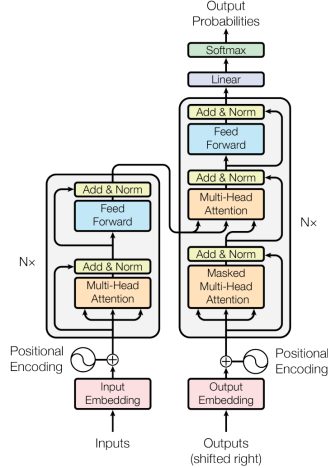 Output
Probabilities
Softmax
Linear
Add & Norm
Feed
Forward
Add & Norm
Multi-Head
Attention
Add & Norm
Masked
Multi-Head
Attention
N×
Positional
Encoding
Output
Embedding
Outputs
(shifted right)
Add & Norm
Feed
Forward
N×
Add & Norm
Multi-Head
Attention
Positional
Encoding
Input
Embedding
Inputs